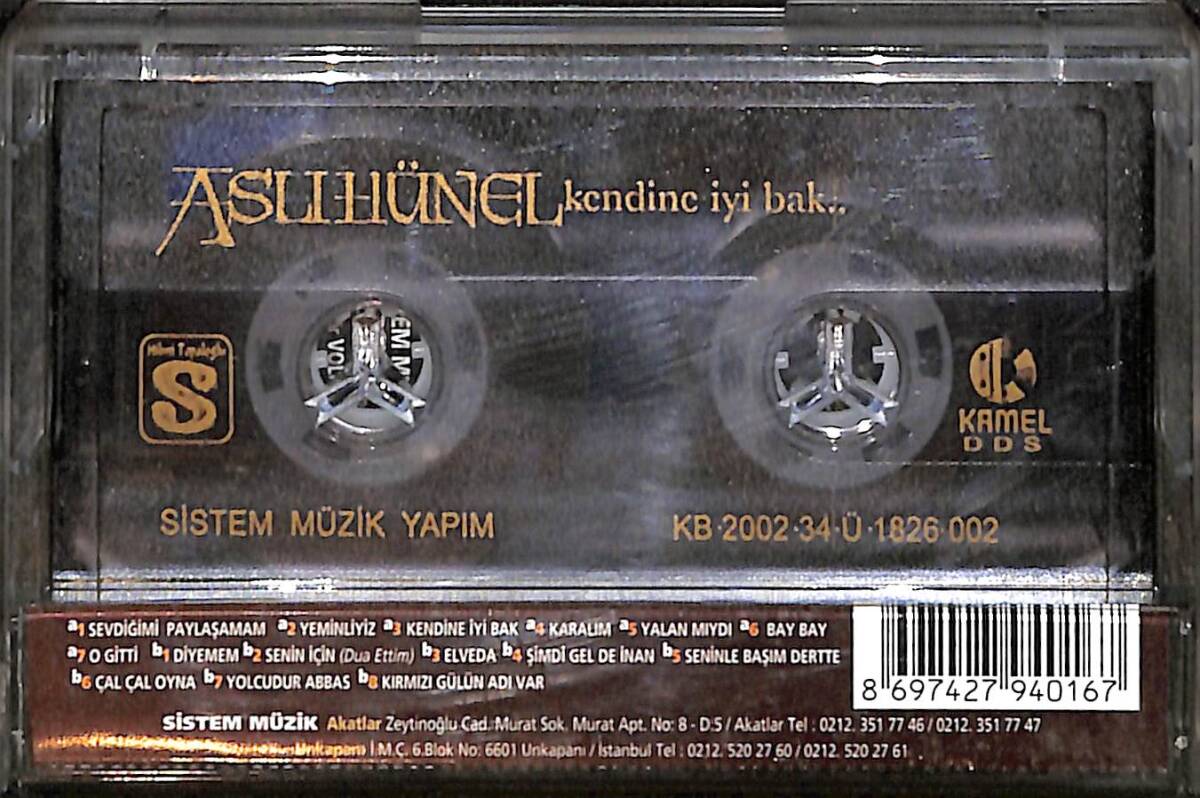 ASLI HÜNEL kendine iyi bak..
EM M
VOL
S
KAMEL
DDS
SİSTEM MÜZİK YAPIM
KB·2002·34·Ü·1826·002
a1 SEVDİĞİMİ PAYLAŞAMAM a2 YEMİNLİYİZ a3 KENDİNE İYİ BAK a4 KARALIM a5 YALAN MIYDI a6 BAY BAY
a7 O GİTTİ b1 DİYEMEM b2 SENİN İÇİN (Dua Ettim) b3 ELVEDA b4 ŞİMDİ GEL DE İNAN b5 SENİNLE BAŞIM DERTTE
b6 ÇAL ÇAL OYNA b7 YOLCUDUR ABBAS b8 KIRMIZI GÜLÜN ADI VAR
8 697427 940167
SİSTEM MÜZİK Akatlar Zeytinoğlu Cad. Murat Sok. Murat Apt. No: 8 - D:5 / Akatlar Tel : 0212. 351 77 46 / 0212. 351 77 47
Unkapanı İ.M.C. 6.Blok No: 6601 Unkapanı / İstanbul Tel : 0212. 520 27 60 / 0212. 520 27 61